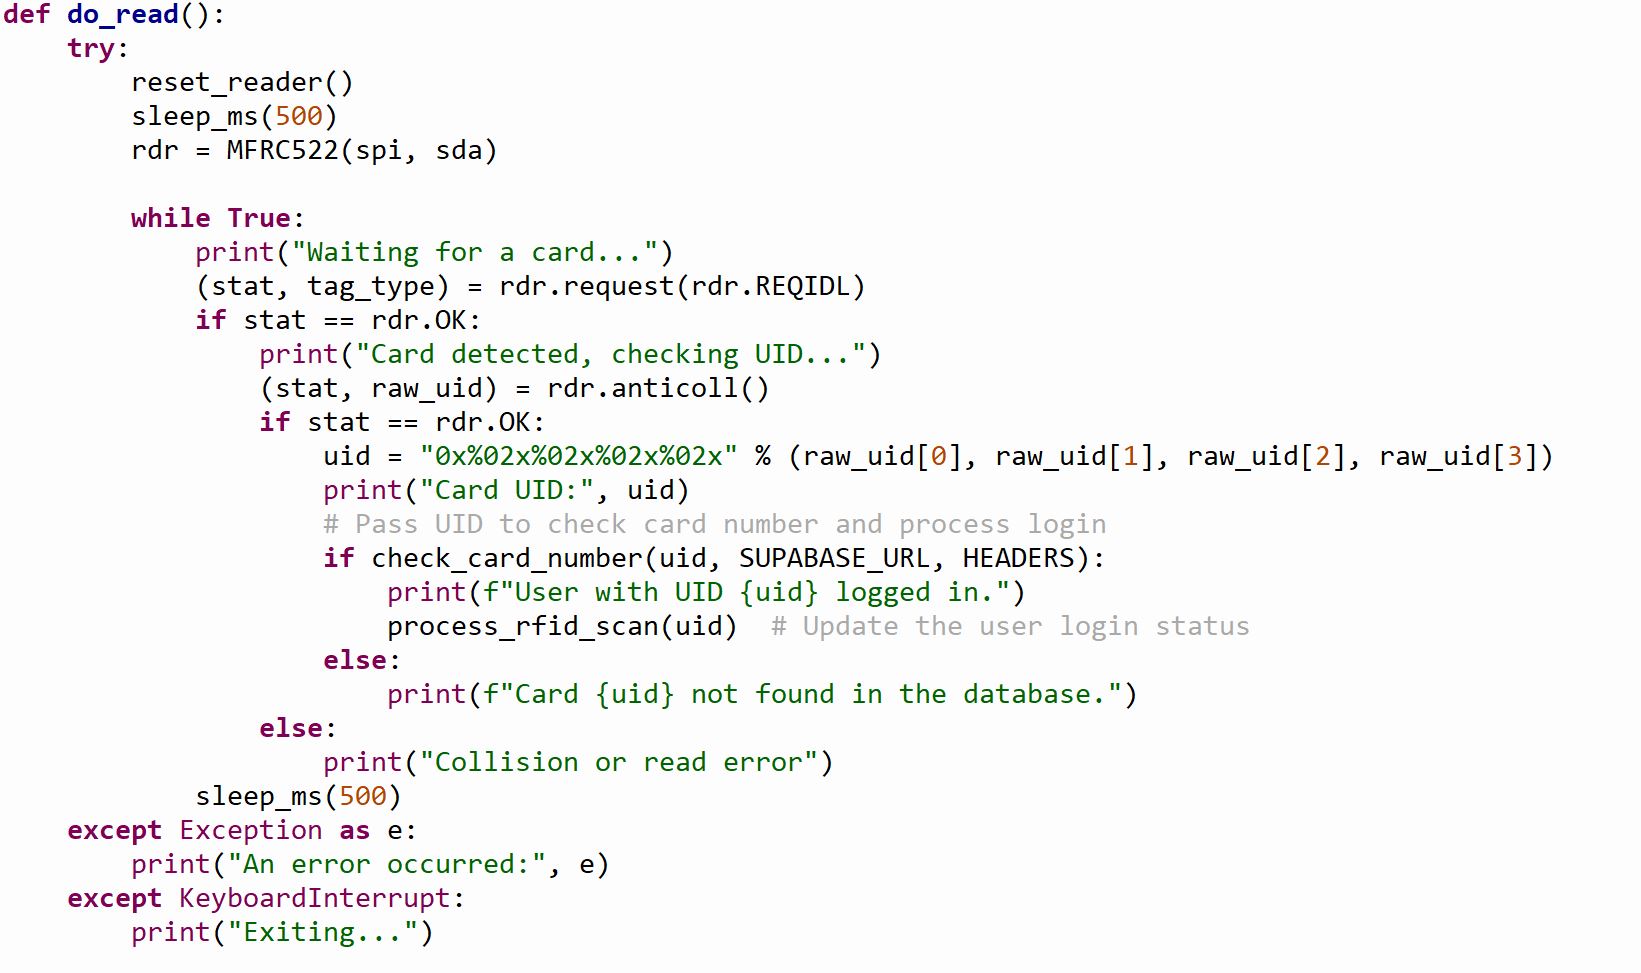 def do_read():
    try:
        reset_reader()
        sleep_ms(500)
        rdr = MFRC522(spi, sda)

        while True:
            print("Waiting for a card...")
            (stat, tag_type) = rdr.request(rdr.REQIDL)
            if stat == rdr.OK:
                print("Card detected, checking UID...")
                (stat, raw_uid) = rdr.anticoll()
                if stat == rdr.OK:
                    uid = "0x%02x%02x%02x%02x" % (raw_uid[0], raw_uid[1], raw_uid[2], raw_uid[3])
                    print("Card UID:", uid)
                    # Pass UID to check card number and process login
                    if check_card_number(uid, SUPABASE_URL, HEADERS):
                        print(f"User with UID {uid} logged in.")
                        process_rfid_scan(uid)  # Update the user login status
                    else:
                        print(f"Card {uid} not found in the database.")
                else:
                    print("Collision or read error")
            sleep_ms(500)
    except Exception as e:
        print("An error occurred:", e)
    except KeyboardInterrupt:
        print("Exiting...")